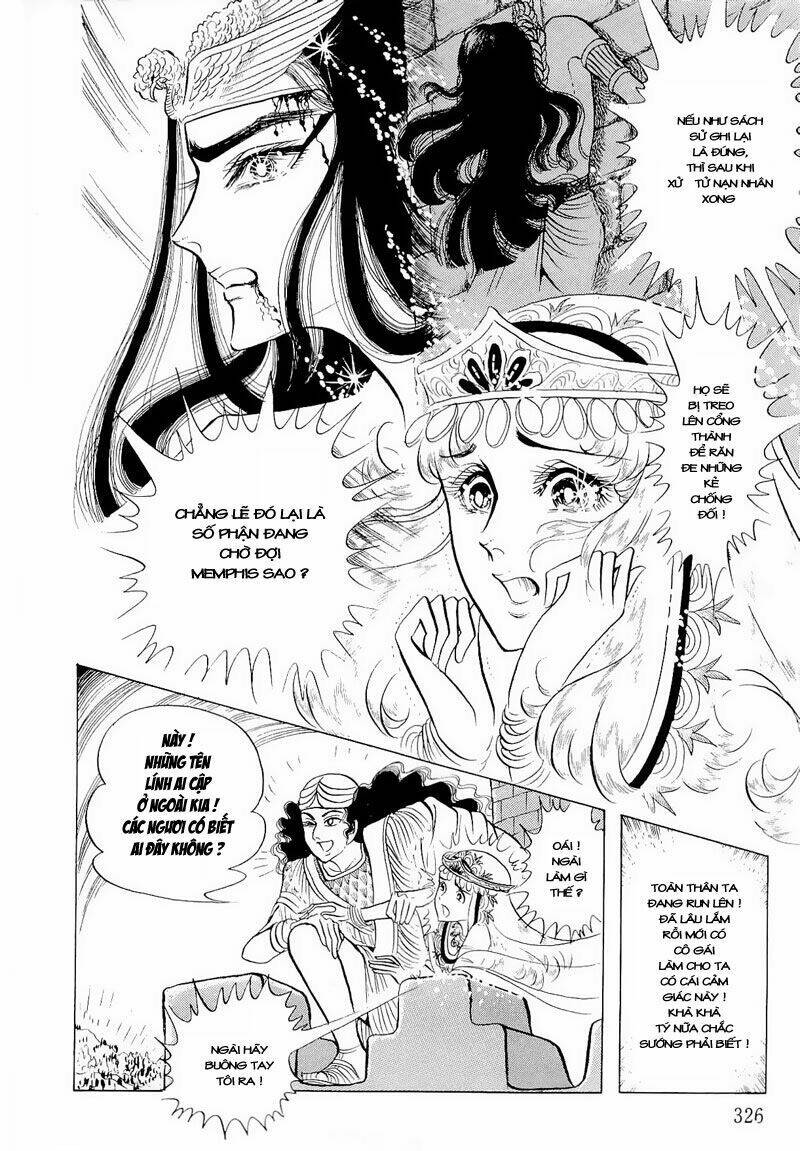 NẾU NHƯ SÁCH
SỬ GHI LẠI
LÀ ĐÚNG,
THÌ SAU KHI
XỬ TỬ NẠN NHÂN
XONG
HỌ SẼ
BỊ TREO
LÊN CỔNG
THÀNH
ĐỂ RĂN
ĐE NHỮNG
KẺ
CHỐNG
ĐỐI !
CHẲNG LẼ ĐÓ LẠI LÀ
SỐ PHẬN ĐANG
CHỜ ĐỢI
MEMPHIS SAO ?
NÀY !
NHỮNG TÊN
LÍNH AI CẬP
Ở NGOÀI KIA !
CÁC NGƯƠI CÓ BIẾT
AI ĐÂY KHÔNG ?
OÁI !
NGÀI
LÀM GÌ
THẾ ?
NGÀI HÃY
BUÔNG TAY
TÔI RA !
TOÀN THÂN TA
ĐANG RUN LÊN !
ĐÃ LÂU LẮM
RỒI MỚI CÓ
CÔ GÁI
LÀM CHO TA
CÓ CÁI CẢM
GIÁC NÀY !
KHÀ KHÀ
TÝ NỮA CHẮC
SƯỚNG PHẢI BIẾT !
326